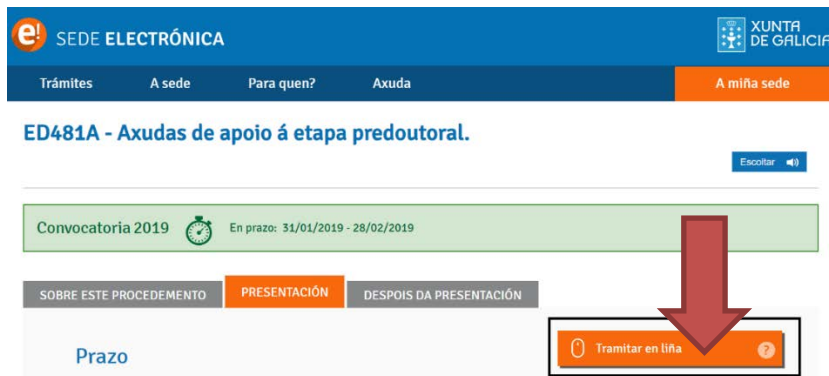 e! SEDE ELECTRÓNICA
XUNTA
DE GALICIA
Trámites A sede Para quen? Axuda A miña sede
ED481A - Axudas de apoio á etapa predoutoral.
Escoitar
Convocatoria 2019 En prazo: 31/01/2019 - 28/02/2019
SOBRE ESTE PROCEDEMENTO PRESENTACIÓN DESPOIS DA PRESENTACIÓN
Tramitar en liña ?
Prazo